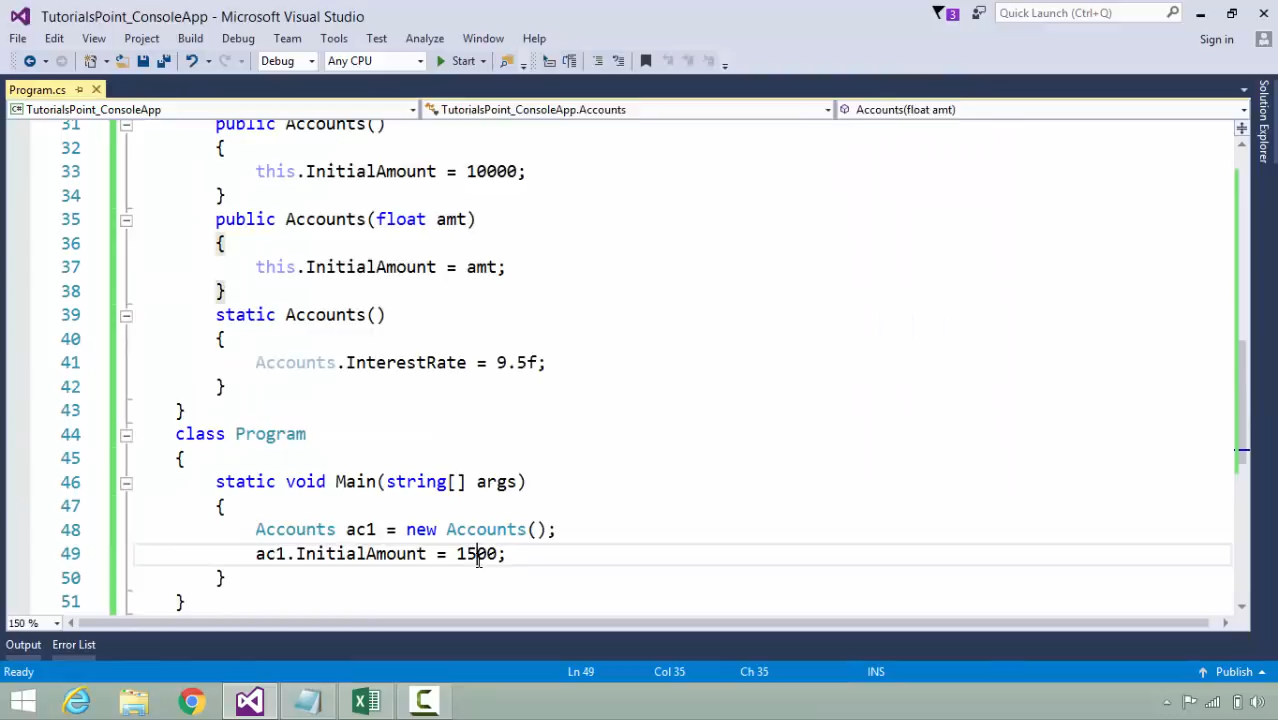 TutorialsPoint_ConsoleApp - Microsoft Visual Studio
3
Quick Launch (Ctrl+Q)
File Edit View Project Build Debug Team Tools Test Analyze Window Help
Sign in
Debug Any CPU Start
Program.cs
TutorialsPoint_ConsoleApp TutorialsPoint_ConsoleApp.Accounts Accounts(float amt)
Solution Explorer
31 public Accounts()
32 {
33 this.InitialAmount = 10000;
34 }
35 public Accounts(float amt)
36 {
37 this.InitialAmount = amt;
38 }
39 static Accounts()
40 {
41 Accounts.InterestRate = 9.5f;
42 }
43 }
44 class Program
45 {
46 static void Main(string[] args)
47 {
48 Accounts ac1 = new Accounts();
49 ac1.InitialAmount = 1500;
50 }
51 }
150 %
Output Error List
Ready Ln 49 Col 35 Ch 35 INS Publish